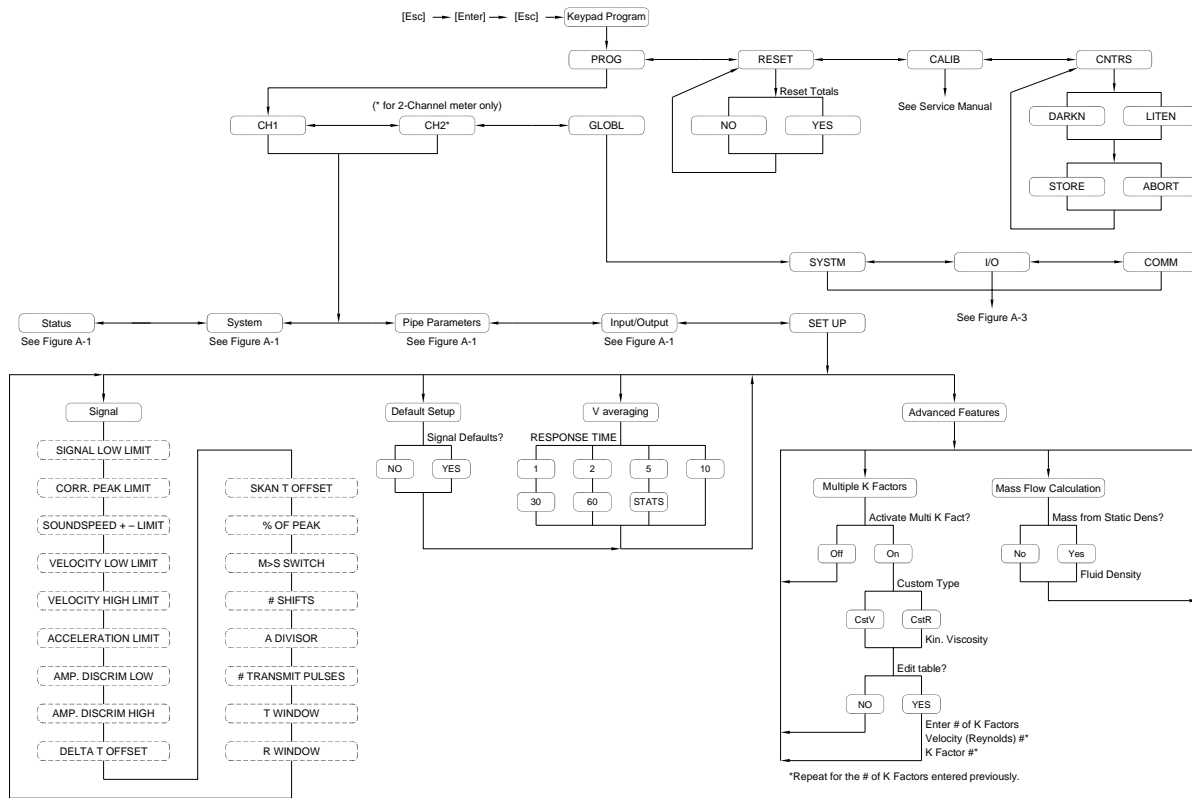 [Esc] [Enter] [Esc] Keypad Program
PROG RESET CALIB CNTRS
Reset Totals
See Service Manual
(* for 2-Channel meter only)
CH1 CH2* GLOBL NO YES
DARKN LITEN
STORE ABORT
SYSTM I/O COMM
See Figure A-3
Status System Pipe Parameters Input/Output SET UP
See Figure A-1 See Figure A-1 See Figure A-1 See Figure A-1
Signal Default Setup V averaging Advanced Features
SIGNAL LOW LIMIT
CORR. PEAK LIMIT
SOUNDSPEED + – LIMIT
VELOCITY LOW LIMIT
VELOCITY HIGH LIMIT
ACCELERATION LIMIT
AMP. DISCRIM LOW
AMP. DISCRIM HIGH
DELTA T OFFSET
SKAN T OFFSET
% OF PEAK
M>S SWITCH
# SHIFTS
A DIVISOR
# TRANSMIT PULSES
T WINDOW
R WINDOW
Signal Defaults?
NO YES
RESPONSE TIME
1 2 5 10
30 60 STATS
Multiple K Factors
Activate Multi K Fact?
Off On
Custom Type
CstV CstR
Kin. Viscosity
Edit table?
NO YES
Enter # of K Factors
Velocity (Reynolds) #*
K Factor #*
*Repeat for the # of K Factors entered previously.
Mass Flow Calculation
Mass from Static Dens?
No Yes
Fluid Density